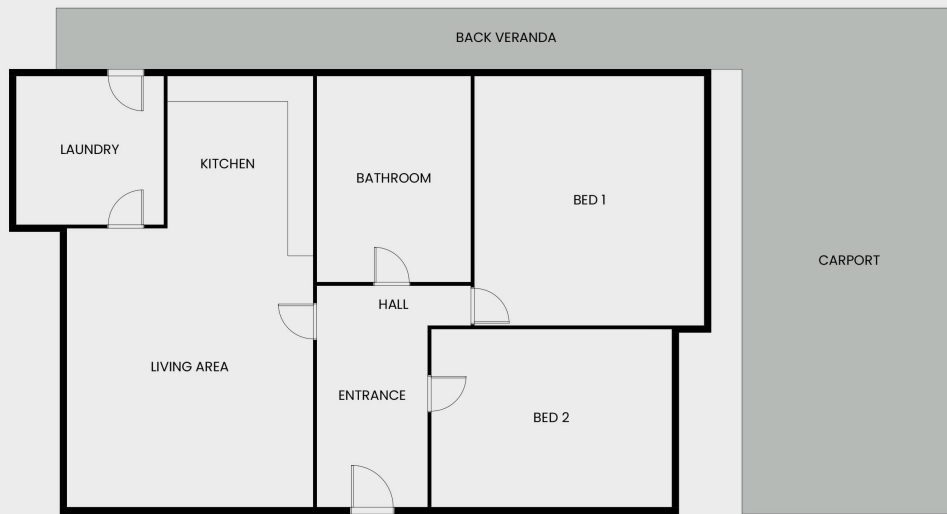 BACK VERANDA
LAUNDRY
KITCHEN
BATHROOM
BED 1
CARPORT
HALL
LIVING AREA
ENTRANCE
BED 2